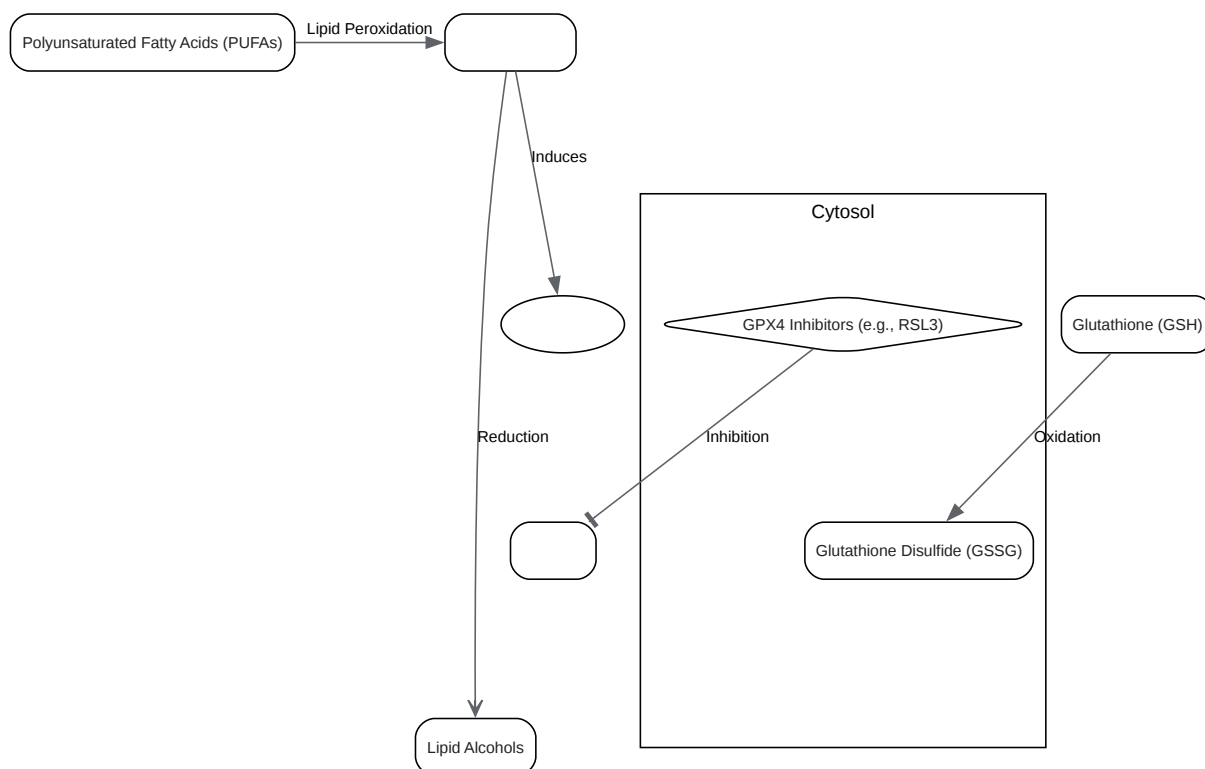 Polyunsaturated Fatty Acids (PUFAs)
Lipid Peroxidation
Induces
Cytosol
GPX4 Inhibitors (e.g., RSL3)
Glutathione (GSH)
Reduction
Inhibition
Oxidation
Glutathione Disulfide (GSSG)
Lipid Alcohols